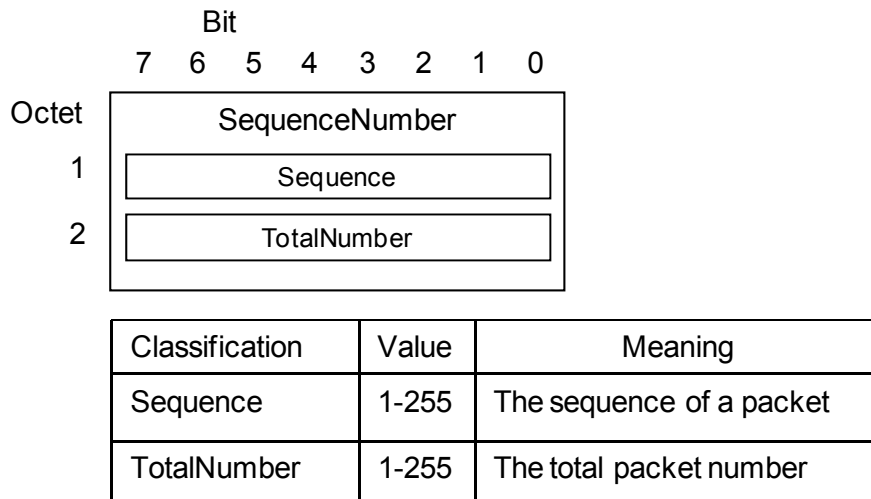 Bit
7 6 5 4 3 2 1 0
Octet
SequenceNumber
1
Sequence
2
TotalNumber
Classification Value Meaning
Sequence 1-255 The sequence of a packet
TotalNumber 1-255 The total packet number